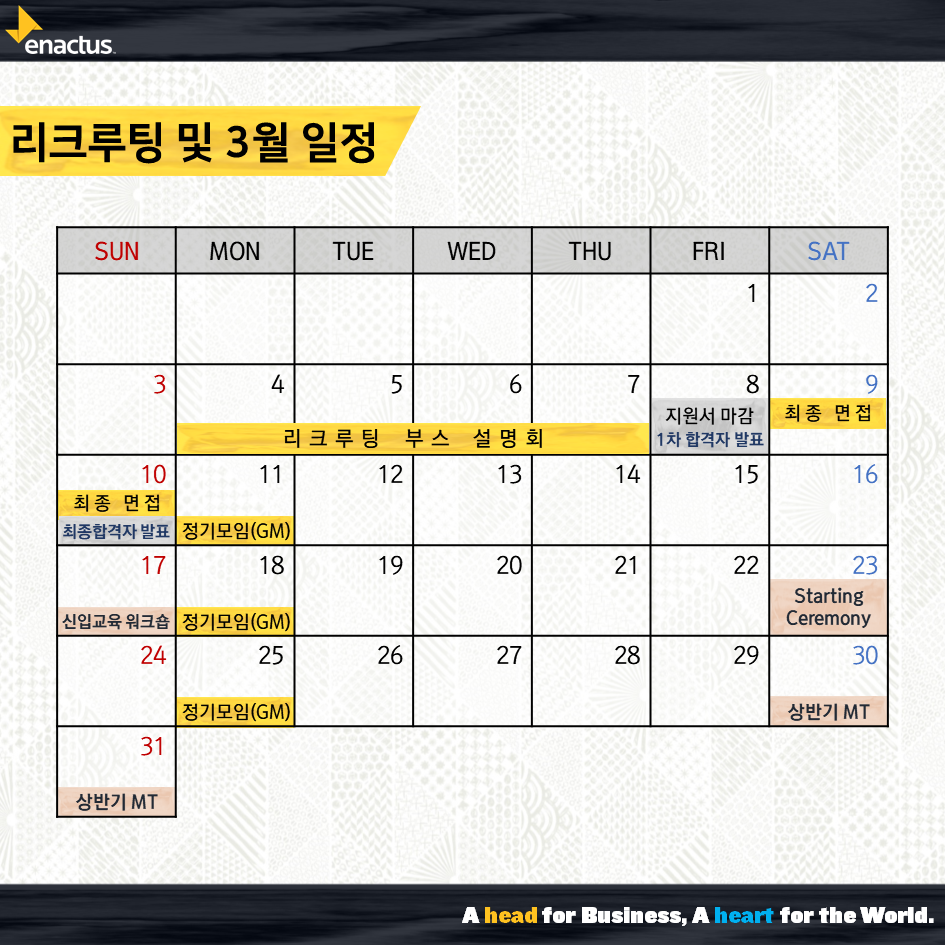 enactus
리크루팅 및 3월 일정
SUN MON TUE WED THU FRI SAT
1 2
3 4 5 6 7 8 9
리크루팅 부스 설명회
지원서 마감
1차 합격자 발표
최종 면접
10 11 12 13 14 15 16
최종 면접
최종합격자 발표
정기모임(GM)
17 18 19 20 21 22 23
신입교육 워크숍
정기모임(GM)
Starting
Ceremony
24 25 26 27 28 29 30
정기모임(GM)
상반기 MT
31
상반기 MT
A head for Business, A heart for the World.